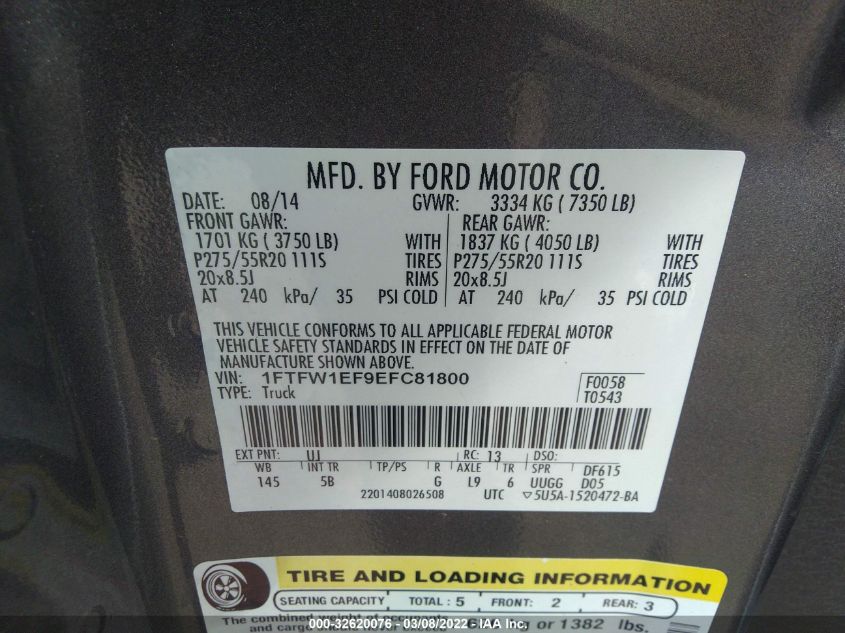 MFD. BY FORD MOTOR CO.
DATE: 08/14 GVWR: 3334 KG ( 7350 LB)
FRONT GAWR: REAR GAWR:
1701 KG ( 3750 LB) WITH 1837 KG ( 4050 LB) WITH
P275/55R20 111S TIRES P275/55R20 111S TIRES
20x8.5J RIMS 20x8.5J RIMS
AT 240 kPa/ 35 PSI COLD AT 240 kPa/ 35 PSI COLD
THIS VEHICLE CONFORMS TO ALL APPLICABLE FEDERAL MOTOR
VEHICLE SAFETY STANDARDS IN EFFECT ON THE DATE OF
MANUFACTURE SHOWN ABOVE.
VIN: 1FTFW1EF9EFC81800 F0058
TYPE: Truck T0543
EXT PNT: UJ RC: 13 DSO:
WB INT TR TP/PS R AXLE TR SPR DF615
145 5B G L9 6 UUGG D05
2201408026508 UTC ▽5U5A-1520472-BA
TIRE AND LOADING INFORMATION
SEATING CAPACITY TOTAL: 5 FRONT: 2 REAR: 3
The combined weight of
and cargo or 1382 lbs.
000-32620076 - 03/08/2022 - IAA Inc.